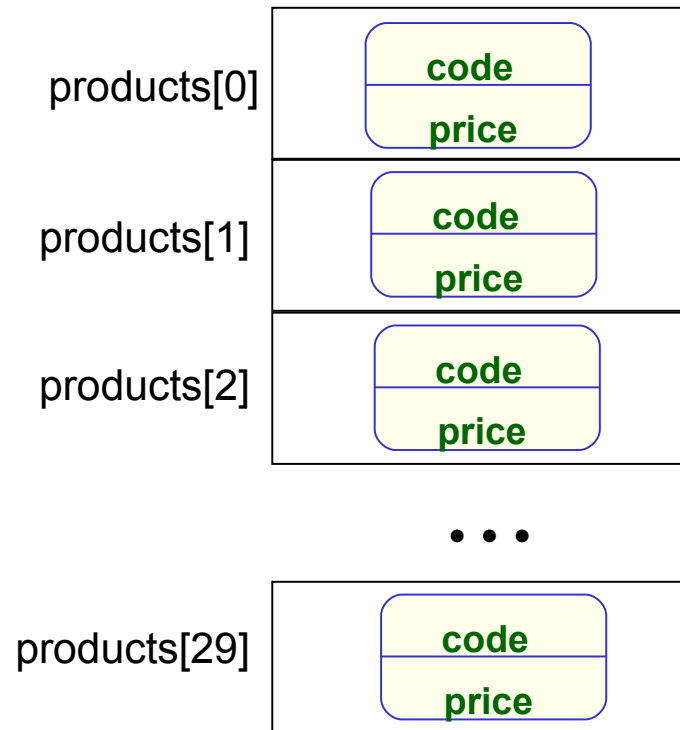 code
products[0]
price
code
products[1]
price
code
products[2]
price
...
code
products[29]
price